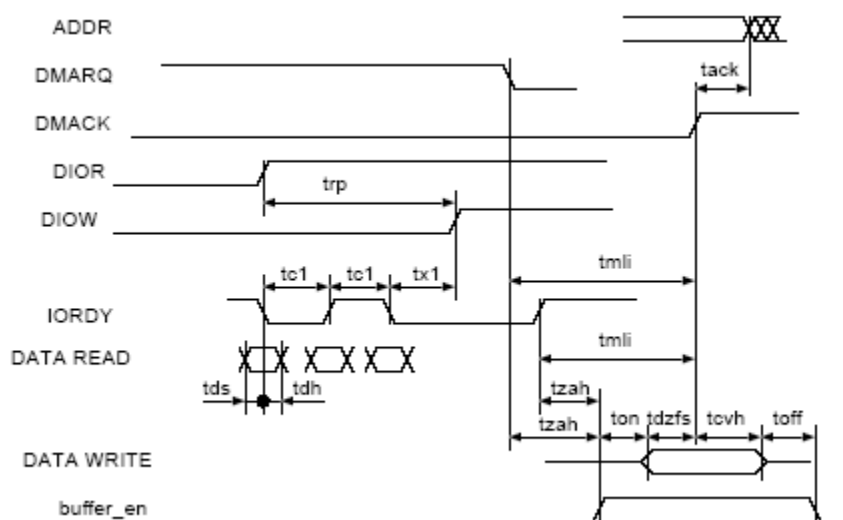 ADDR
DMARQ
tack
DMACK
DIOR
trp
DIOW
tmli
tc1 tc1 tx1
IORDY
tmli
DATA READ
tds tdh
tzah
tzah ton tdzfs tcvh toff
DATA WRITE
buffer_en